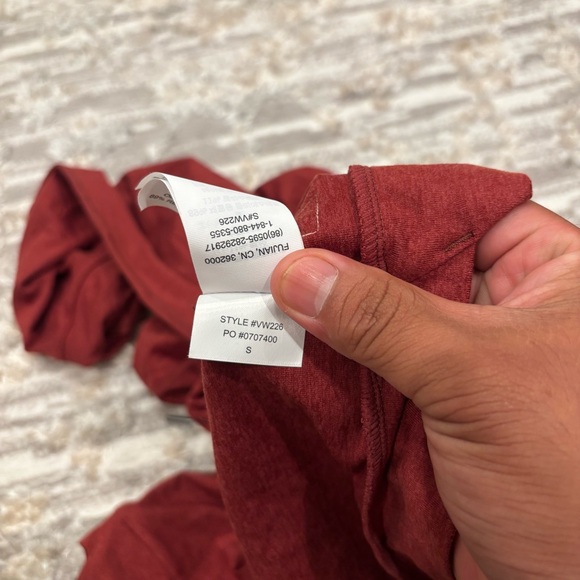 FUJIAN, CN, 362000
(86)0595-28292917
1-844-880-5355
S#VW226
STYLE #VW226
PO #0707400
S